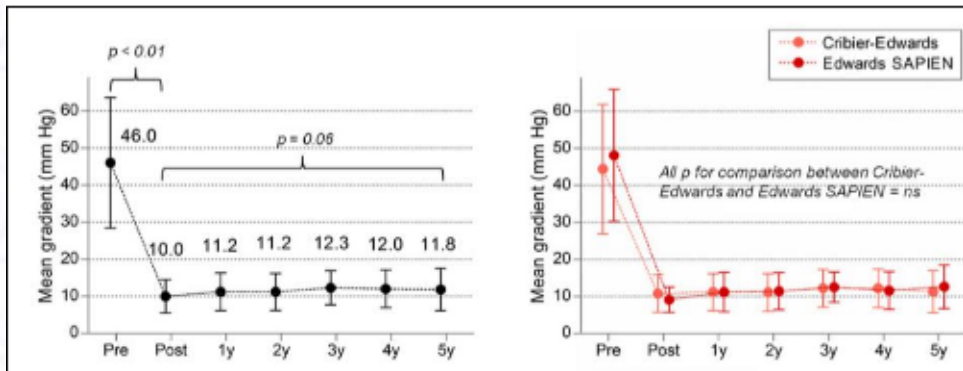 p < 0.01
Mean gradient (mm Hg)
60
50
40
30
20
10
0
46.0
p = 0.06
10.0
11.2
11.2
12.3
12.0
11.8
Pre
Post
1y
2y
3y
4y
5y
Cribier-Edwards
Edwards SAPIEN
Mean gradient (mm Hg)
60
50
40
30
20
10
0
All p for comparison between Cribier-
Edwards and Edwards SAPIEN = ns
Pre
Post
1y
2y
3y
4y
5y